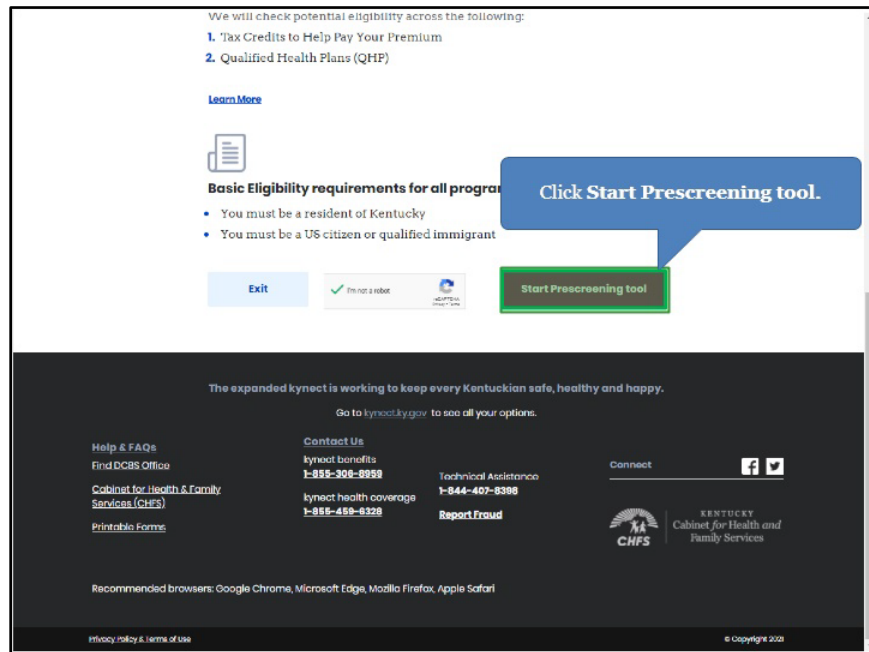 We will check potential eligibility across the following:
1. Tax Credits to Help Pay Your Premium
2. Qualified Health Plans (QHP)
Learn More
Basic Eligibility requirements for all progra
You must be a resident of Kentucky
You must be a US citizen or qualified immigrant
Click Start Prescreening tool.
Exit
I'm not a robot
reCAPTCHA
Privacy - Terms
Start Prescreening tool
The expanded kynect is working to keep every Kentuckian safe, healthy and happy.
Go to kynect.ky.gov to see all your options.
Help & FAQs
Find DCBS Office
Cabinet for Health & Family
Services (CHFS)
Printable Forms
Contact Us
kynect benefits
1-855-306-8959
kynect health coverage
1-855-459-6328
Technical Assistance
1-844-407-8398
Report Fraud
Connect
CHFS
KENTUCKY
Cabinet for Health and
Family Services
Recommended browsers: Google Chrome, Microsoft Edge, Mozilla Firefox, Apple Safari
Privacy Policy & Terms of Use
© Copyright 2021